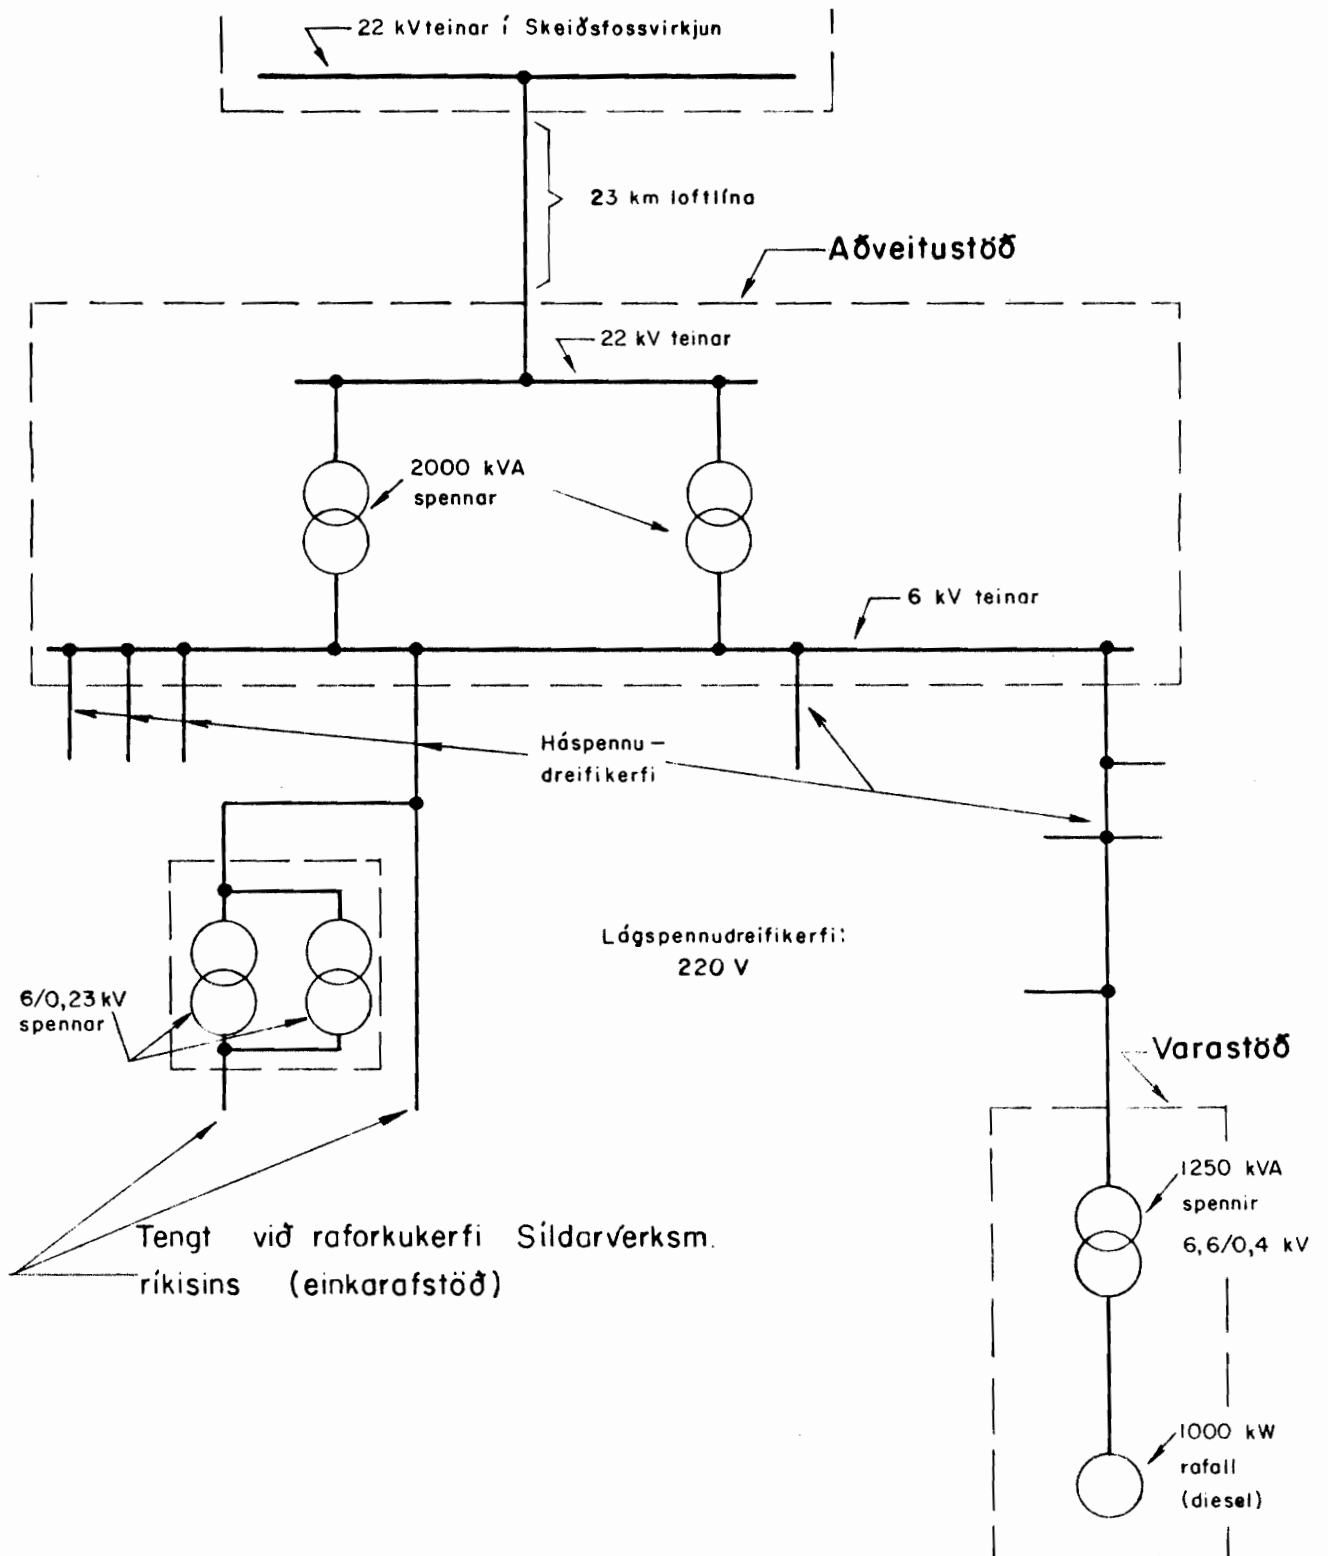 22 kV teinar í Skeiðsfossvirkjun
23 km loftlína
Aðveitustöð
22 kV teinar
2000 kVA
spennar
6 kV teinar
Háspennu –
dreifikerfi
Lágspennudreifikerfi:
220 V
6/0,23 kV
spennar
Varastöð
1250 kVA
spennir
6,6/0,4 kV
Tengt við raforkukerfi Síldarverksm.
ríkisins (einkarafstöð)
1000 kW
rafall
(diesel)